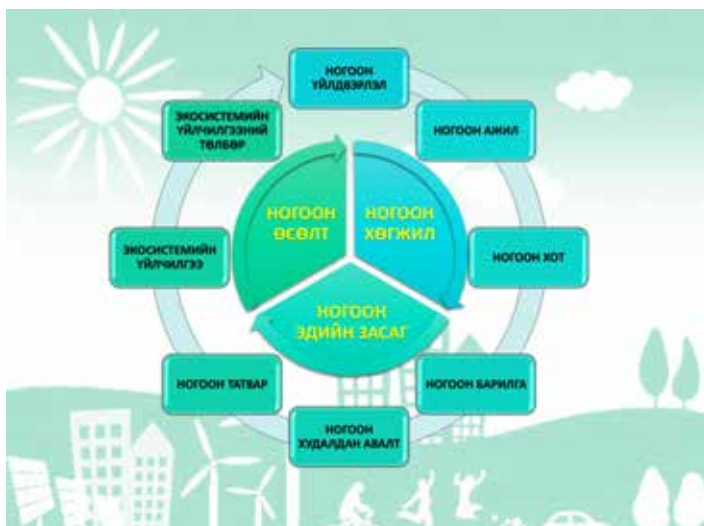 НОГООН
ҮЙЛДВЭРЛЭЛ
НОГООН АЖИЛ
НОГООН ХОТ
НОГООН БАРИЛГА
НОГООН
ХУДАЛДАН АВАЛТ
НОГООН ТАТВАР
ЭКОСИСТЕМИЙН
ҮЙЛЧИЛГЭЭ
ЭКОСИСТЕМИЙН
ҮЙЛЧИЛГЭЭНИЙ
ТӨЛБӨР
НОГООН
ӨСӨЛТ
НОГООН
ХӨГЖИЛ
НОГООН
ЭДИЙН ЗАСАГ